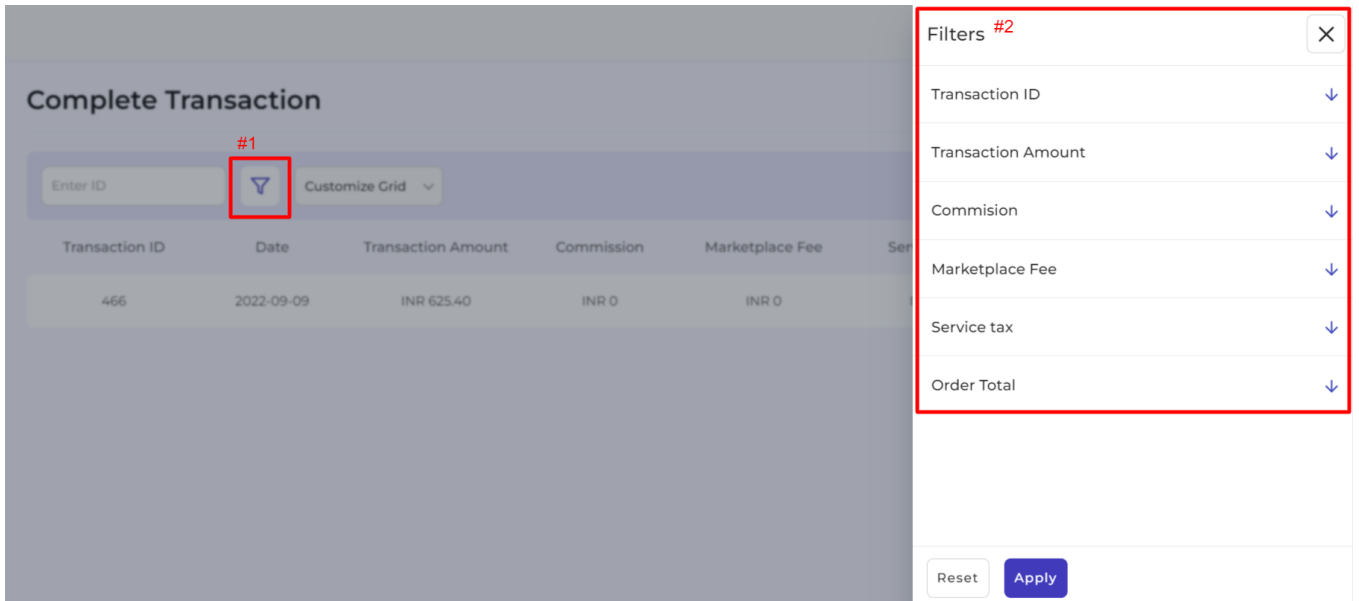 Filters #2
Complete Transaction
#1
Enter ID
Customize Grid
Transaction ID Date Transaction Amount Commission Marketplace Fee Ser
466 2022-09-09 INR 625.40 INR 0 INR 0
Transaction ID
Transaction Amount
Commision
Marketplace Fee
Service tax
Order Total
Reset Apply